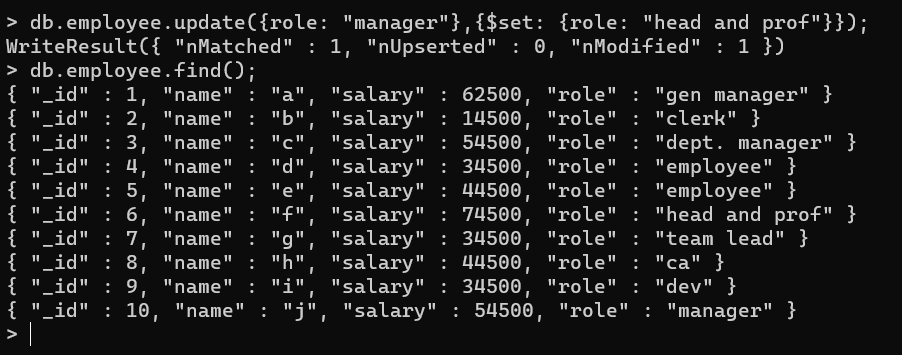 > db.employee.update({role: "manager"},{$set: {role: "head and prof"}});
WriteResult({ "nMatched" : 1, "nUpserted" : 0, "nModified" : 1 })
> db.employee.find();
{ "_id" : 1, "name" : "a", "salary" : 62500, "role" : "gen manager" }
{ "_id" : 2, "name" : "b", "salary" : 14500, "role" : "clerk" }
{ "_id" : 3, "name" : "c", "salary" : 54500, "role" : "dept. manager" }
{ "_id" : 4, "name" : "d", "salary" : 34500, "role" : "employee" }
{ "_id" : 5, "name" : "e", "salary" : 44500, "role" : "employee" }
{ "_id" : 6, "name" : "f", "salary" : 74500, "role" : "head and prof" }
{ "_id" : 7, "name" : "g", "salary" : 34500, "role" : "team lead" }
{ "_id" : 8, "name" : "h", "salary" : 44500, "role" : "ca" }
{ "_id" : 9, "name" : "i", "salary" : 34500, "role" : "dev" }
{ "_id" : 10, "name" : "j", "salary" : 54500, "role" : "manager" }
>